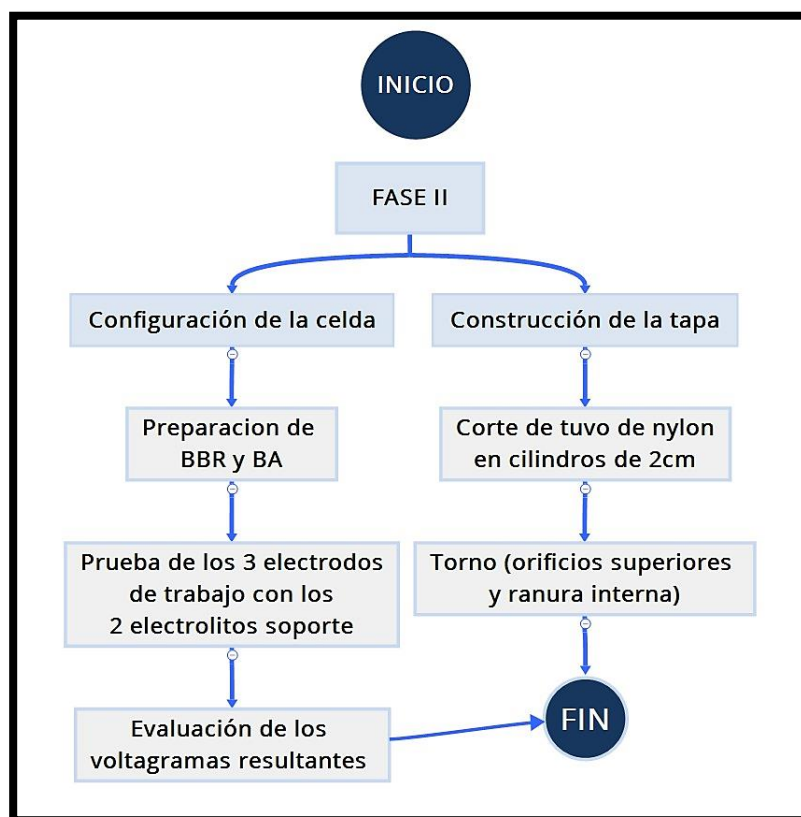 INICIO
FASE II
Configuración de la celda
Construcción de la tapa
Preparacion de
BBR y BA
Corte de tuvo de nylon
en cilindros de 2cm
Prueba de los 3 electrodos
de trabajo con los
2 electrolitos soporte
Torno (orificios superiores
y ranura interna)
Evaluación de los
voltagramas resultantes
FIN